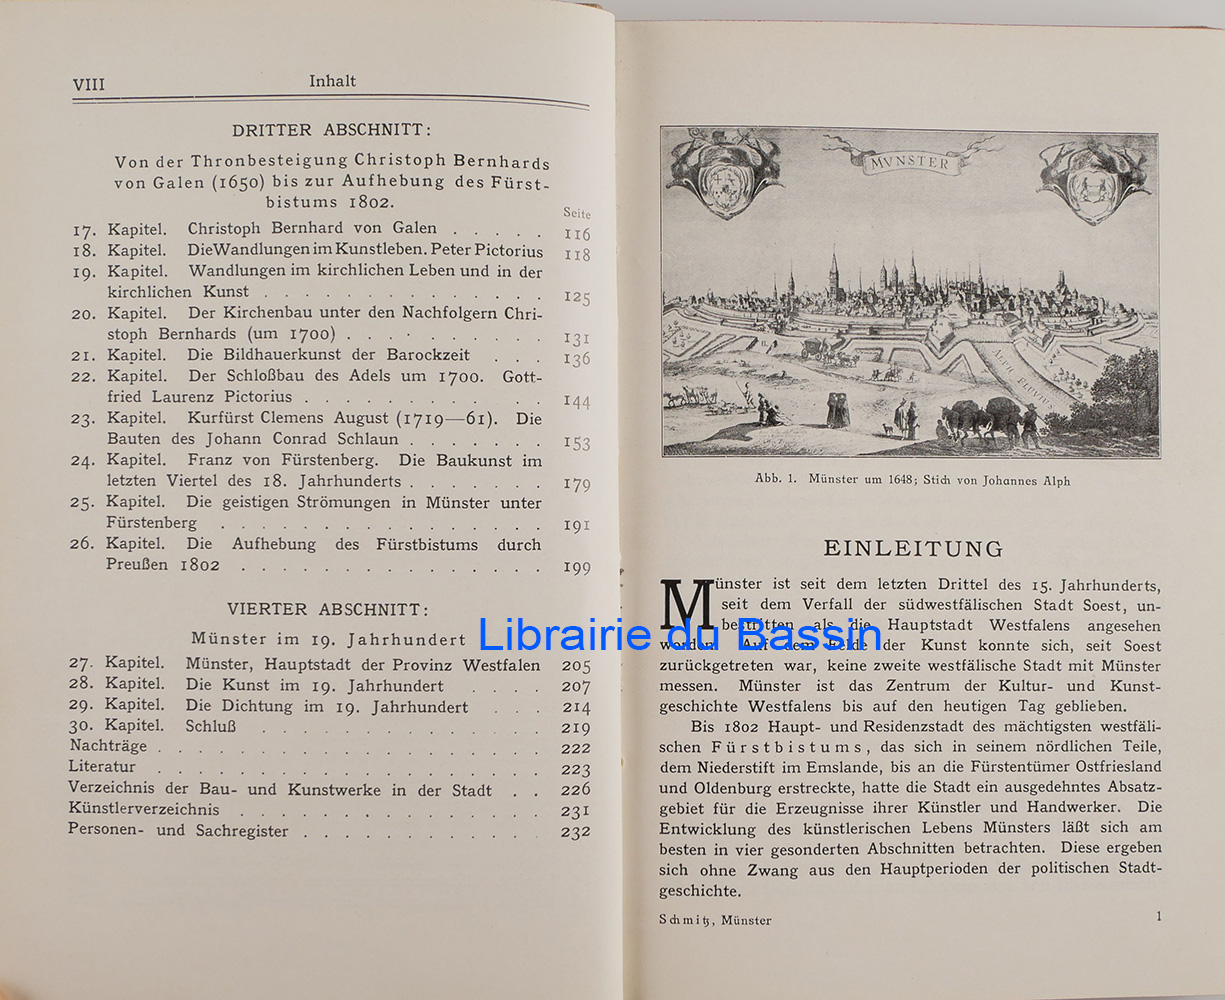 VIII
Inhalt
DRITTER ABSCHNITT:
Von der Thronbesteigung Christoph Bernhards
von Galen (1650) bis zur Aufhebung des Fürst-
bistums 1802.
Seite
17. Kapitel. Christoph Bernhard von Galen . . . . . 116
18. Kapitel. Die Wandlungen im Kunstleben. Peter Pictorius 118
19. Kapitel. Wandlungen im kirchlichen Leben und in der
kirchlichen Kunst . . . . . . . . . . . . . . 125
20. Kapitel. Der Kirchenbau unter den Nachfolgern Chri-
stoph Bernhards (um 1700) . . . . . . . . . 131
21. Kapitel. Die Bildhauerkunst der Barockzeit . . . 136
22. Kapitel. Der Schloßbau des Adels um 1700. Gott-
fried Laurenz Pictorius . . . . . . . . . . . . 144
23. Kapitel. Kurfürst Clemens August (1719—61). Die
Bauten des Johann Conrad Schlaun . . . . . . . 153
24. Kapitel. Franz von Fürstenberg. Die Baukunst im
letzten Viertel des 18. Jahrhunderts . . . . . . . 179
25. Kapitel. Die geistigen Strömungen in Münster unter
Fürstenberg . . . . . . . . . . . . . . . . 191
26. Kapitel. Die Aufhebung des Fürstbistums durch
Preußen 1802 . . . . . . . . . . . . . . . 199
VIERTER ABSCHNITT:
Münster im 19. Jahrhundert
27. Kapitel. Münster, Hauptstadt der Provinz Westfalen 205
28. Kapitel. Die Kunst im 19. Jahrhundert . . . . 207
29. Kapitel. Die Dichtung im 19. Jahrhundert . . . 214
30. Kapitel. Schluß . . . . . . . . . . . . . . 219
Nachträge . . . . . . . . . . . . . . . . . . . 222
Literatur . . . . . . . . . . . . . . . . . . . 223
Verzeichnis der Bau- und Kunstwerke in der Stadt . . 226
Künstlerverzeichnis . . . . . . . . . . . . . . . 231
Personen- und Sachregister . . . . . . . . . . . . 232
MVNSTER
Abb. 1. Münster um 1648; Stich von Johannes Alph
EINLEITUNG
Münster ist seit dem letzten Drittel des 15. Jahrhunderts,
seit dem Verfall der südwestfälischen Stadt Soest, un-
bestritten als die Hauptstadt Westfalens angesehen
worden. Auf dem Felde der Kunst konnte sich, seit Soest
zurückgetreten war, keine zweite westfälische Stadt mit Münster
messen. Münster ist das Zentrum der Kultur- und Kunst-
geschichte Westfalens bis auf den heutigen Tag geblieben.
Bis 1802 Haupt- und Residenzstadt des mächtigsten westfäli-
schen Fürstbistums, das sich in seinem nördlichen Teile,
dem Niederstift im Emslande, bis an die Fürstentümer Ostfriesland
und Oldenburg erstreckte, hatte die Stadt ein ausgedehntes Absatz-
gebiet für die Erzeugnisse ihrer Künstler und Handwerker. Die
Entwicklung des künstlerischen Lebens Münsters läßt sich am
besten in vier gesonderten Abschnitten betrachten. Diese ergeben
sich ohne Zwang aus den Hauptperioden der politischen Stadt-
geschichte.
Schmitz, Münster
1
Librairie du Bassin